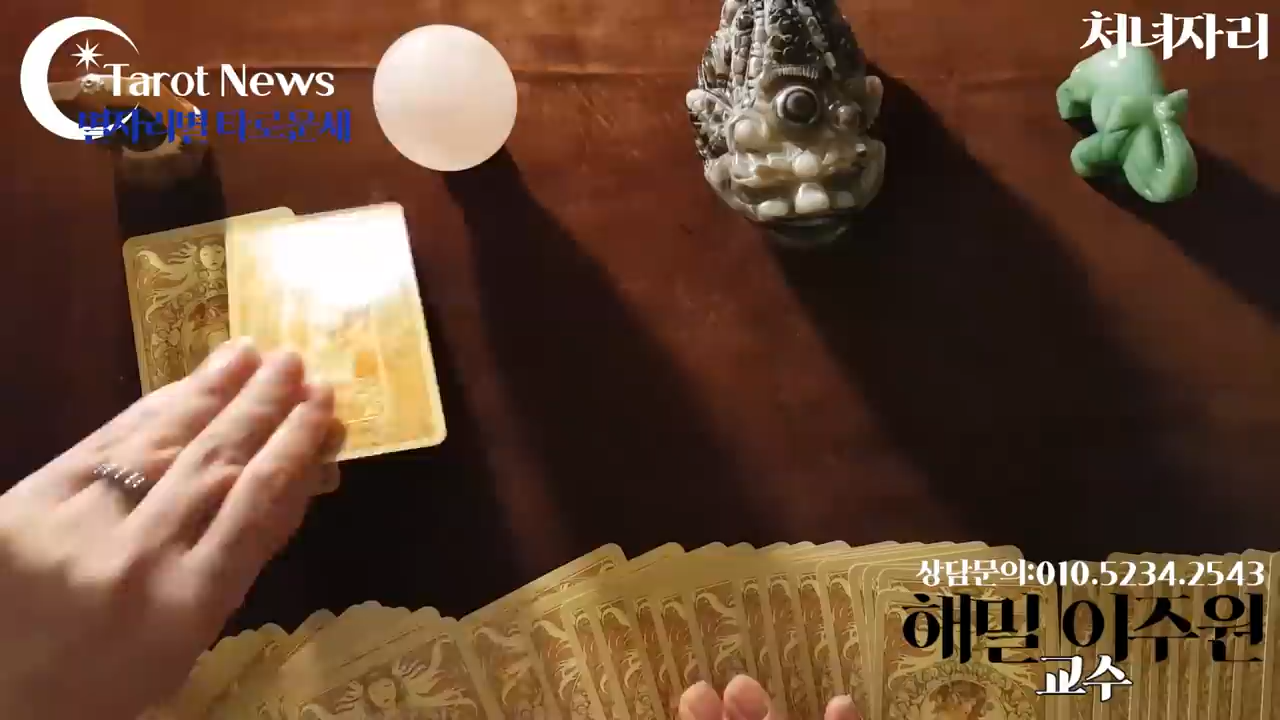 처녀자리
Tarot News
별자리별 타로운세
상담문의:010.5234.2543
해밀 이주원
교수